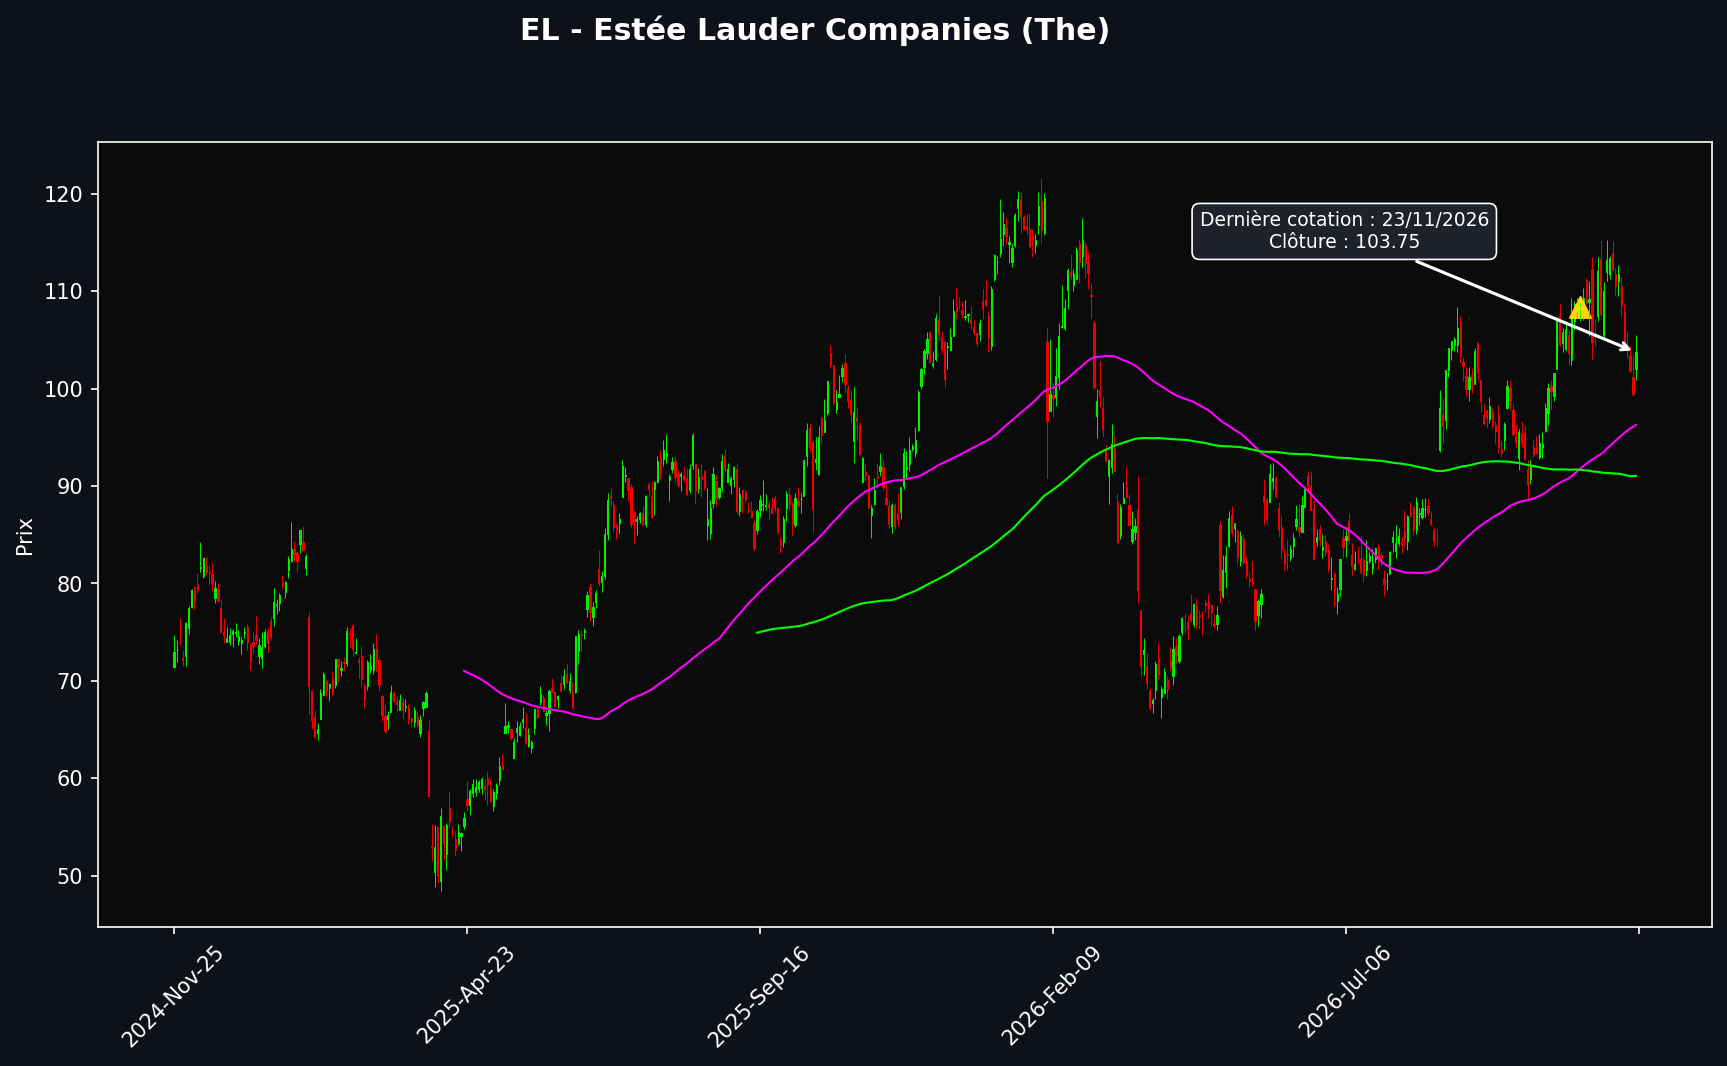 EL - Estée Lauder Companies (The)
Dernière cotation : 23/11/2026
Clôture : 103.75
Prix
120
110
100
90
80
70
60
50
2024-Nov-25
2025-Apr-23
2025-Sep-16
2026-Feb-09
2026-Jul-06